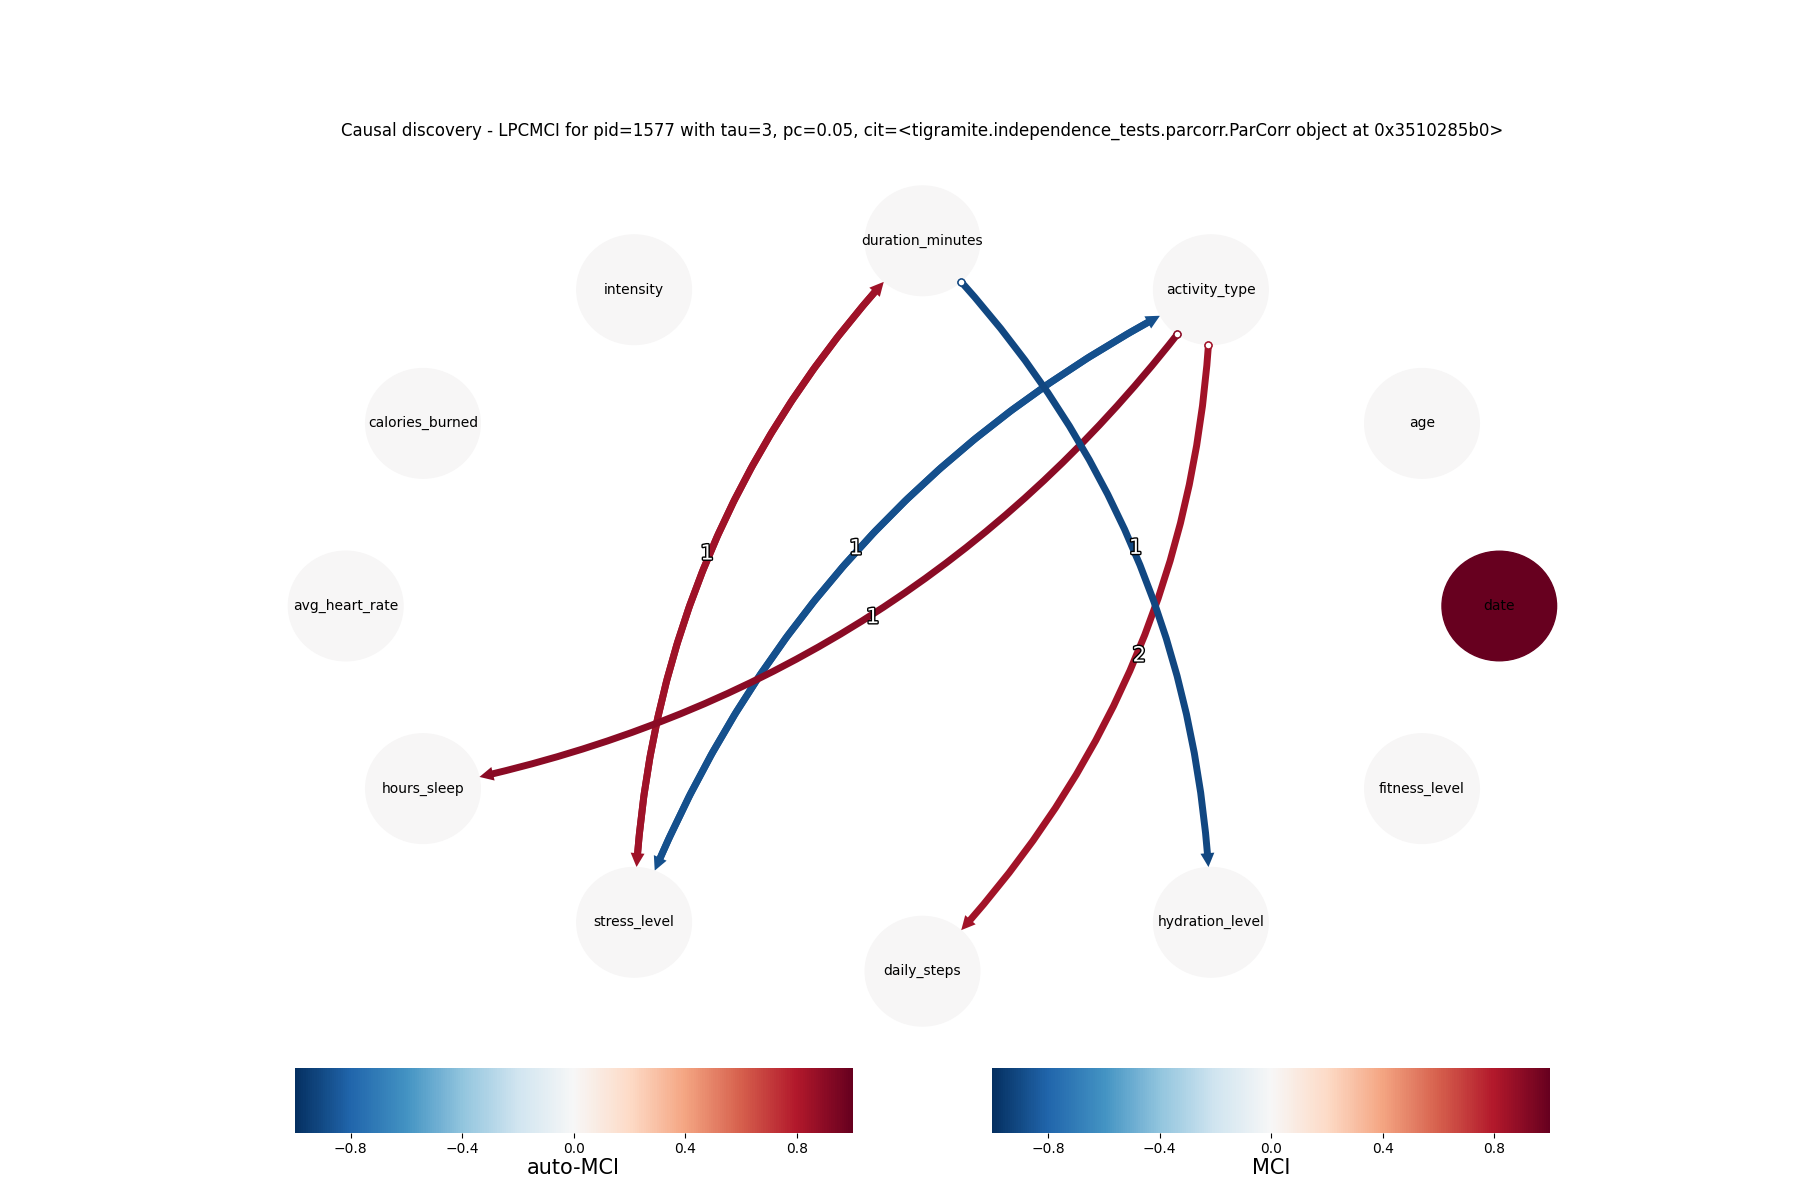 Causal discovery - LPCMCI for pid=1577 with tau=3, pc=0.05, cit=<tigramite.independence_tests.parcorr.ParCorr object at 0x3510285b0>
duration_minutes
intensity
activity_type
calories_burned
age
1
1
1
avg_heart_rate
date
1
2
hours_sleep
fitness_level
stress_level
hydration_level
daily_steps
−0.8 −0.4 0.0 0.4 0.8
auto-MCI
−0.8 −0.4 0.0 0.4 0.8
MCI